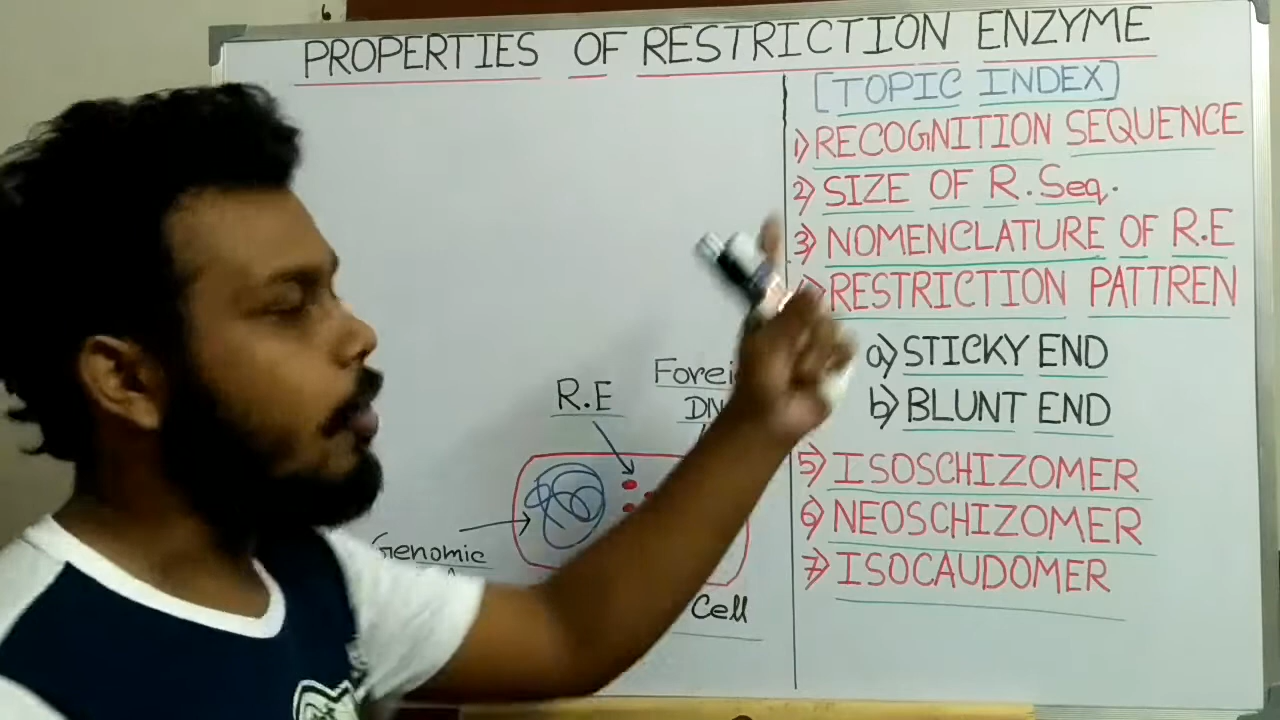 PROPERTIES OF RESTRICTION ENZYME
[TOPIC INDEX]
1) RECOGNITION SEQUENCE
2) SIZE OF R.Seq.
3) NOMENCLATURE OF R.E
RESTRICTION PATTREN
a) STICKY END
b) BLUNT END
5) ISOSCHIZOMER
6) NEOSCHIZOMER
7) ISOCAUDOMER
R.E
Genomic
Cell